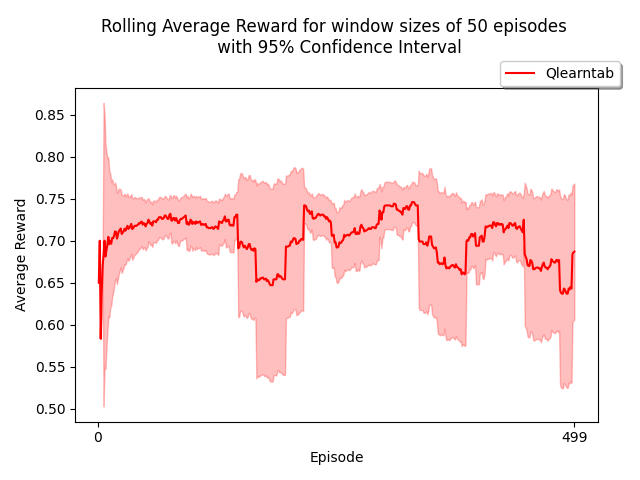 Rolling Average Reward for window sizes of 50 episodes
with 95% Confidence Interval
Qlearntab
Average Reward
0.85
0.80
0.75
0.70
0.65
0.60
0.55
0.50
0
499
Episode